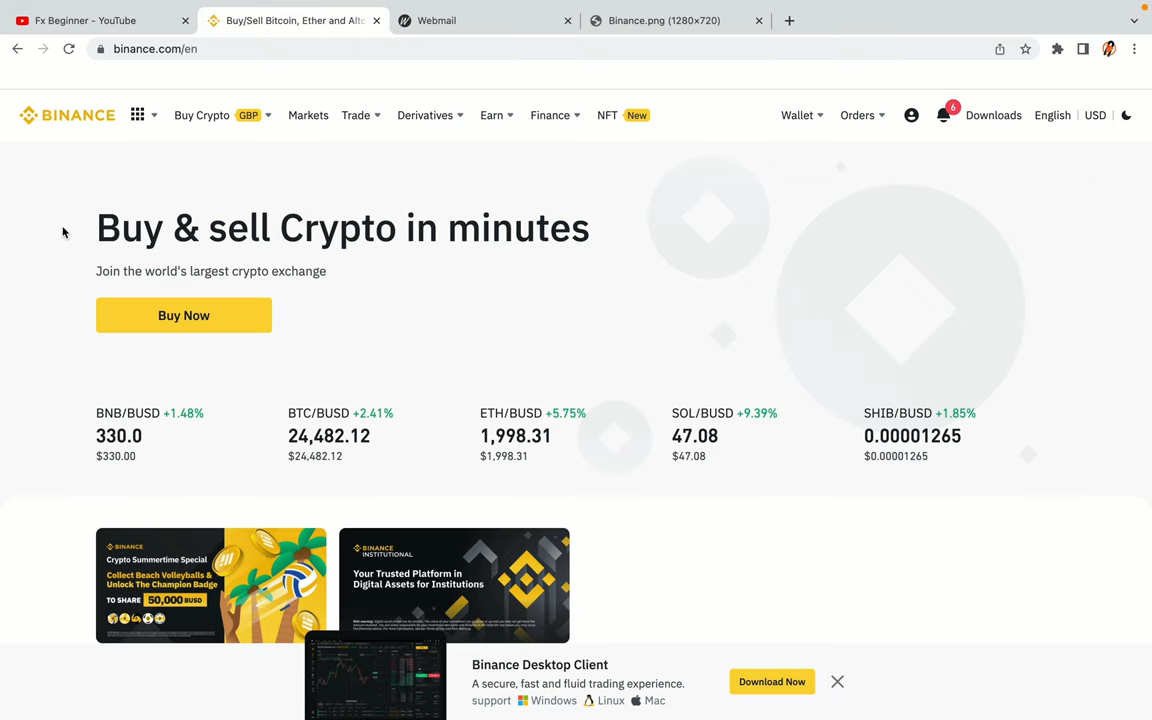 Fx Beginner - YouTube
Buy/Sell Bitcoin, Ether and Altc
Webmail
Binance.png (1280×720)
binance.com/en
BINANCE
Buy Crypto GBP
Markets
Trade
Derivatives
Earn
Finance
NFT New
Wallet
Orders
6
Downloads
English
USD
Buy & sell Crypto in minutes
Join the world's largest crypto exchange
Buy Now
BNB/BUSD +1.48%
330.0
$330.00
BTC/BUSD +2.41%
24,482.12
$24,482.12
ETH/BUSD +5.75%
1,998.31
$1,998.31
SOL/BUSD +9.39%
47.08
$47.08
SHIB/BUSD +1.85%
0.00001265
$0.00001265
BINANCE
Crypto Summertime Special
Collect Beach Volleyballs &
Unlock The Champion Badge
TO SHARE 50,000 BUSD
BINANCE
INSTITUTIONAL
Your Trusted Platform in
Digital Assets for Institutions
Binance Desktop Client
A secure, fast and fluid trading experience.
support Windows Linux Mac
Download Now